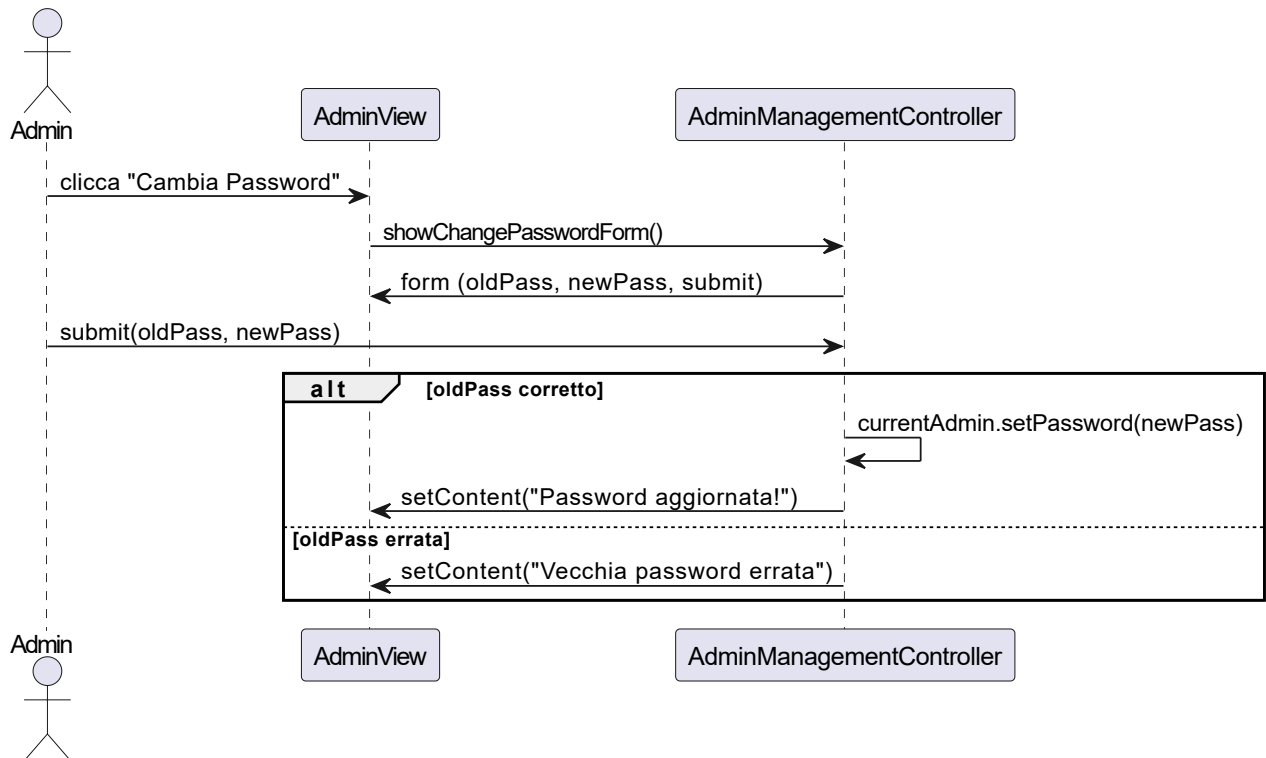 Admin
AdminView
AdminManagementController
clicca "Cambia Password"
showChangePasswordForm()
form (oldPass, newPass, submit)
submit(oldPass, newPass)
alt
[oldPass corretto]
currentAdmin.setPassword(newPass)
setContent("Password aggiornata!")
[oldPass errata]
setContent("Vecchia password errata")
Admin
AdminView
AdminManagementController